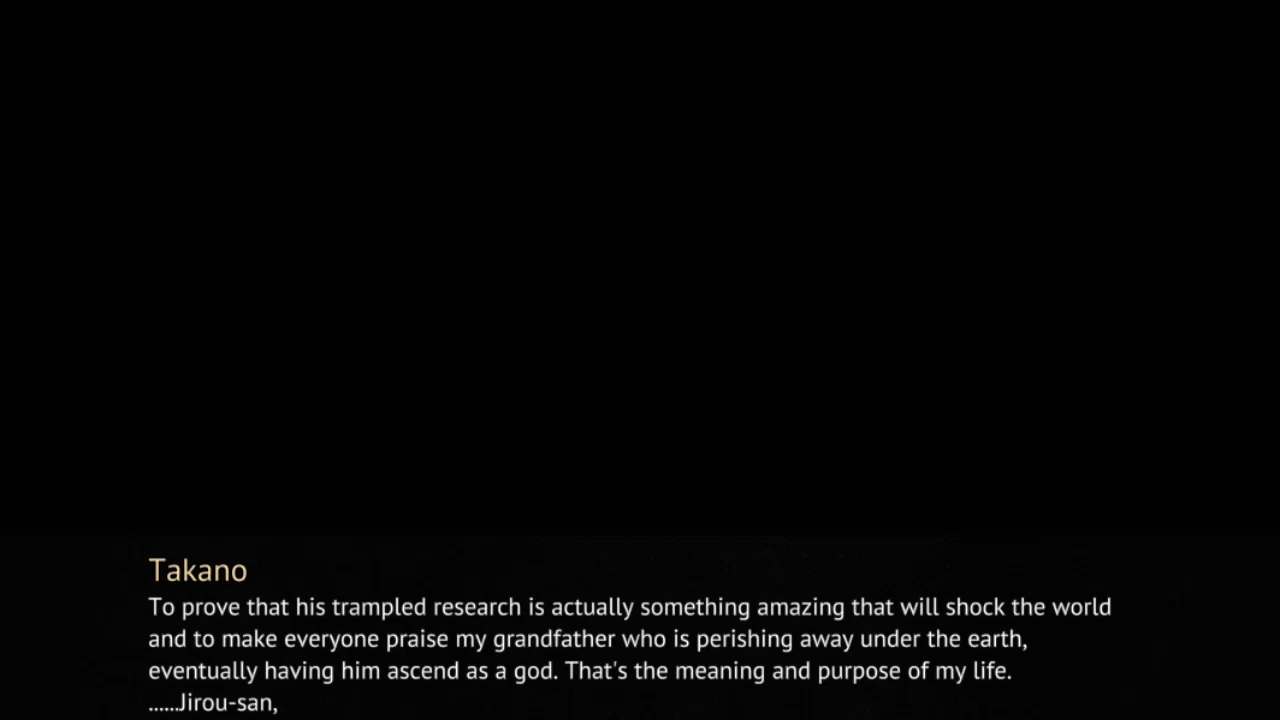 Takano
To prove that his trampled research is actually something amazing that will shock the world
and to make everyone praise my grandfather who is perishing away under the earth,
eventually having him ascend as a god. That's the meaning and purpose of my life.
......Jirou-san,